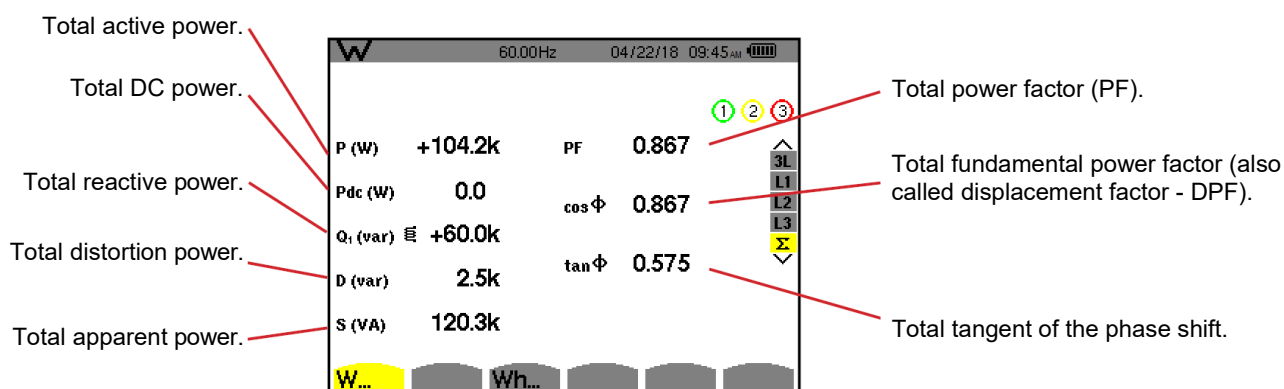 Total active power.
Total DC power.
Total reactive power.
Total distortion power.
Total apparent power.
W 60.00Hz 04/22/18 09:45 AM
1 2 3
P (W) +104.2k PF 0.867
Pdc (W) 0.0 cos Φ 0.867
Q₁ (var) +60.0k
D (var) 2.5k tan Φ 0.575
S (VA) 120.3k
3L
L1
L2
L3
Σ
W... Wh...
Total power factor (PF).
Total fundamental power factor (also
called displacement factor - DPF).
Total tangent of the phase shift.